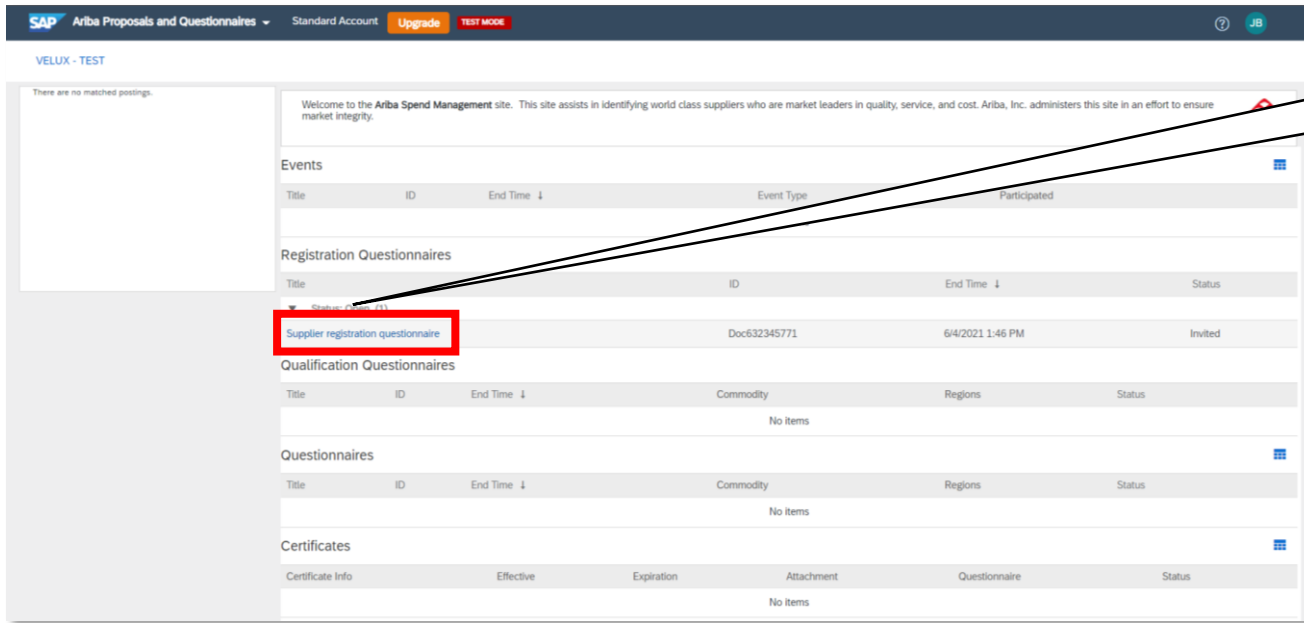 SAP Ariba Proposals and Questionnaires Standard Account Upgrade TEST MODE ? JB
VELUX - TEST
There are no matched postings.
Welcome to the Ariba Spend Management site. This site assists in identifying world class suppliers who are market leaders in quality, service, and cost. Ariba, Inc. administers this site in an effort to ensure
market integrity.
Events
Title ID End Time ↓ Event Type Participated
Registration Questionnaires
Title ID End Time ↓ Status
Status: Open (1)
Supplier registration questionnaire Doc632345771 6/4/2021 1:46 PM Invited
Qualification Questionnaires
Title ID End Time ↓ Commodity Regions Status
No items
Questionnaires
Title ID End Time ↓ Commodity Regions Status
No items
Certificates
Certificate Info Effective Expiration Attachment Questionnaire Status
No items